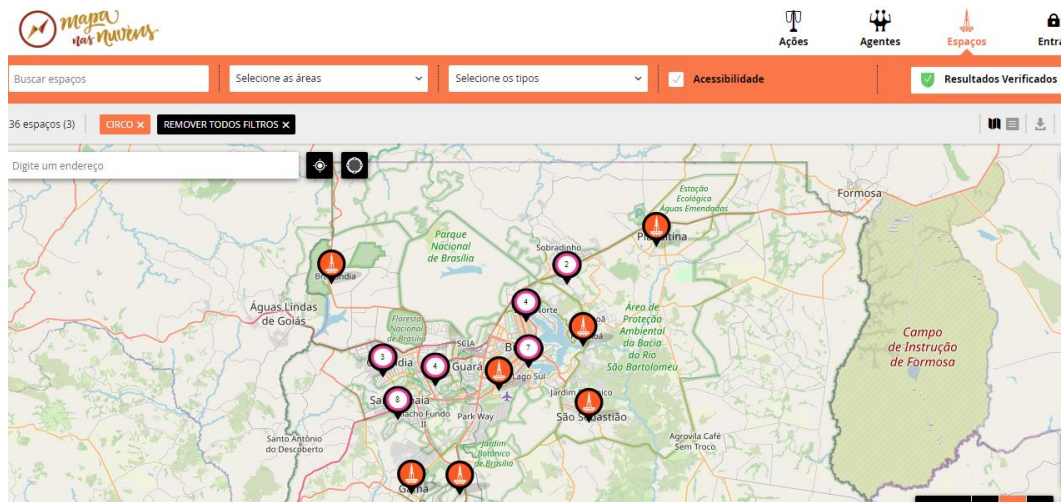 mapa
nas nuvens
Ações
Agentes
Espaços
Entra
Buscar espaços
Selecione as áreas
Selecione os tipos
Acessibilidade
Resultados Verificados
36 espaços (3)
CIRCO ×
REMOVER TODOS FILTROS ×
Digite um endereço
Estação
Ecológica
Águas Emendadas
Formosa
Parque
Nacional
de Brasília
Sobradinho
2
Águas Lindas
de Goiás
4
Norte
Área de
Proteção
Ambiental
da Bacia
do Rio
São Bartolomeu
Floresta
Nacional
de Brasília
SCIA
7
3
4
Guará
Lago Sul
Campo
de Instrução
de Formosa
8
II
Park Way
São Sebastião
Santo Antônio
do Descoberto
Jardim
Botânico
de Brasília
Agrovila Café
Sem Troco